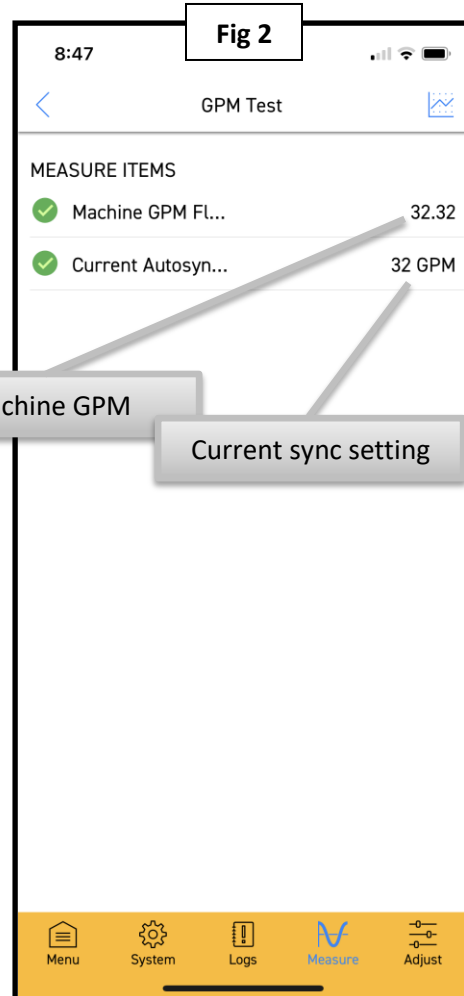 Fig 2
8:47
GPM Test
MEASURE ITEMS
Machine GPM Fl... 32.32
Current Autosyn... 32 GPM
chine GPM
Current sync setting
Menu System Logs Measure Adjust